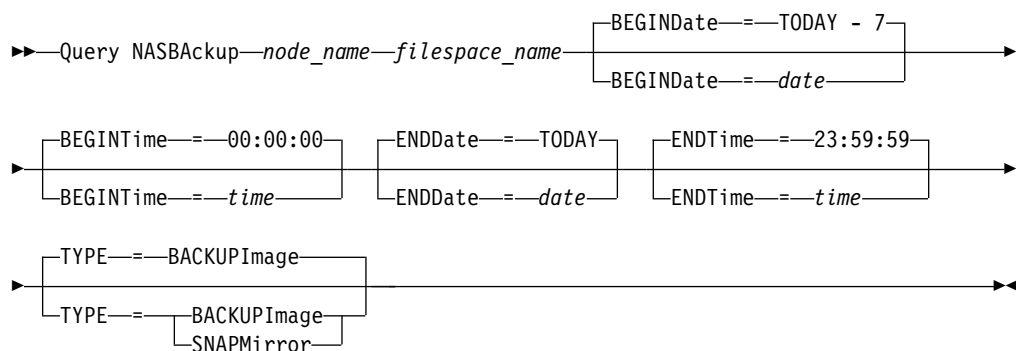 BEGINDate = TODAY - 7
Query NASBAckup node_name filespace_name
BEGINDate = date
BEGINTime = 00:00:00 ENDDate = TODAY ENDTime = 23:59:59
BEGINTime = time ENDDate = date ENDTime = time
TYPE = BACKUPImage
TYPE = BACKUPImage
SNAPMirror